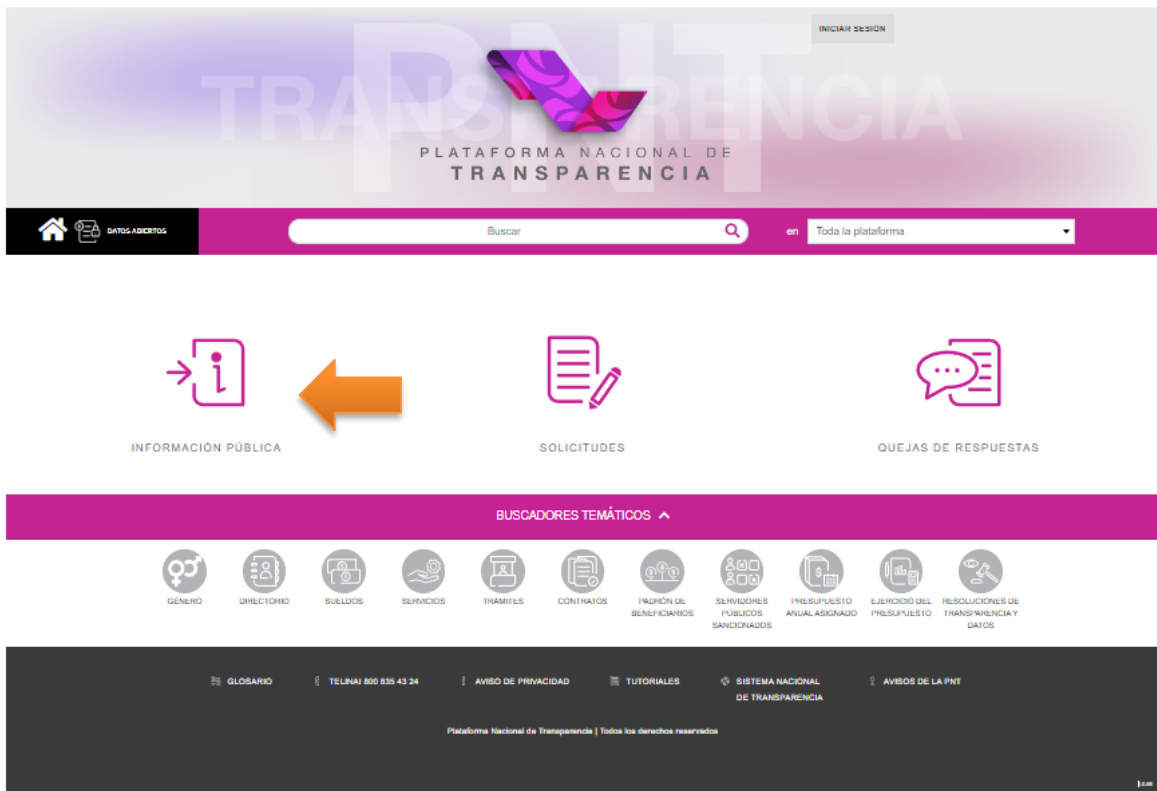 INICIAR SESIÓN
PNT
TRANSPARENCIA
PLATAFORMA NACIONAL DE
TRANSPARENCIA
DATOS ABIERTOS
Buscar
en
Toda la plataforma
INFORMACIÓN PÚBLICA
SOLICITUDES
QUEJAS DE RESPUESTAS
BUSCADORES TEMÁTICOS
GÉNERO
DIRECTORIO
SUELDOS
SERVICIOS
TRÁMITES
CONTRATOS
PADRÓN DE
BENEFICIARIOS
SERVIDORES
PÚBLICOS
SANCIONADOS
PRESUPUESTO
ANUAL ASIGNADO
EJERCICIO DEL
PRESUPUESTO
RESOLUCIONES DE
TRANSPARENCIA Y
DATOS
GLOSARIO
TELINAI 800 835 43 24
AVISO DE PRIVACIDAD
TUTORIALES
SISTEMA NACIONAL
DE TRANSPARENCIA
AVISOS DE LA PNT
Plataforma Nacional de Transparencia | Todos los derechos reservados